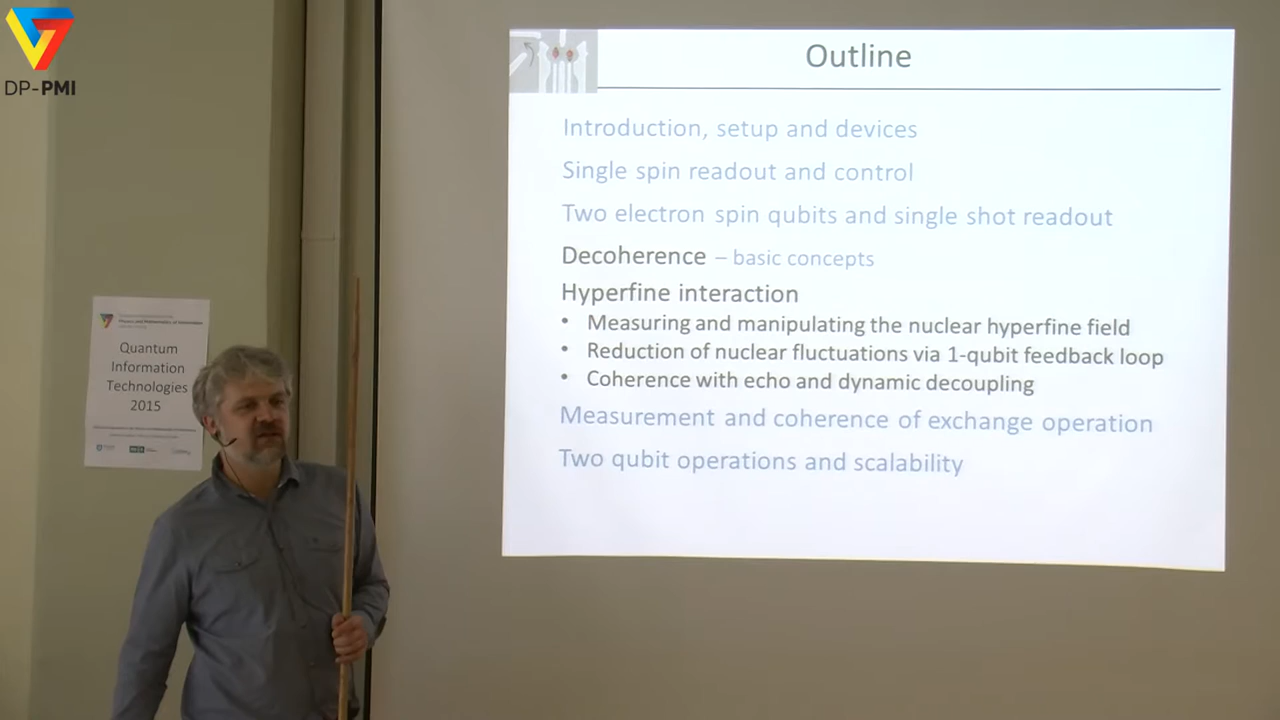 DP-PMI
Outline
Introduction, setup and devices
Single spin readout and control
Two electron spin qubits and single shot readout
Decoherence – basic concepts
Hyperfine interaction
• Measuring and manipulating the nuclear hyperfine field
• Reduction of nuclear fluctuations via 1-qubit feedback loop
• Coherence with echo and dynamic decoupling
Measurement and coherence of exchange operation
Two qubit operations and scalability
Quantum
Information
Technologies
2015